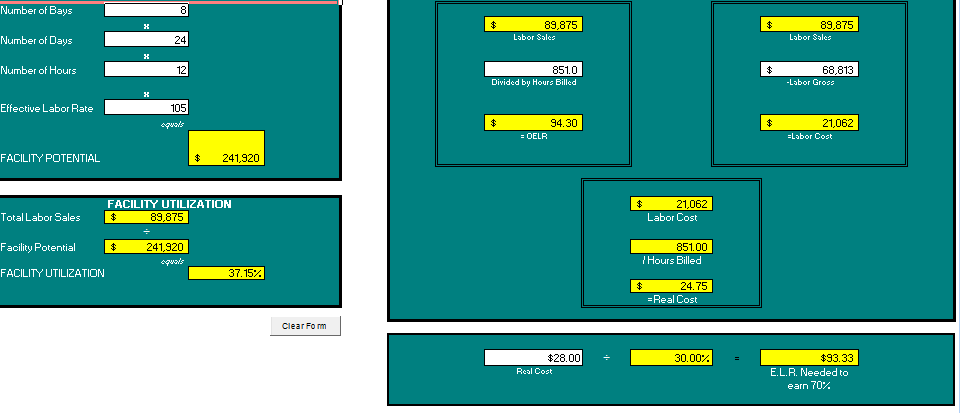 Number of Bays 8
x
Number of Days 24
x
Number of Hours 12
x
Effective Labor Rate 105
equals
FACILITY POTENTIAL $ 241,920
FACILITY UTILIZATION
Total Labor Sales $ 89,875
÷
Facility Potential $ 241,920
equals
FACILITY UTILIZATION 37.15%
Clear Form
$ 89,875
Labor Sales
851.0
Divided by Hours Billed
$ 94.30
= OELR
$ 89,875
Labor Sales
$ 68,813
-Labor Gross
$ 21,062
=Labor Cost
$ 21,062
Labor Cost
851.00
/ Hours Billed
$ 24.75
=Real Cost
$28.00 ÷ 30.00% = $93.33
Real Cost
E.L.R. Needed to
earn 70%